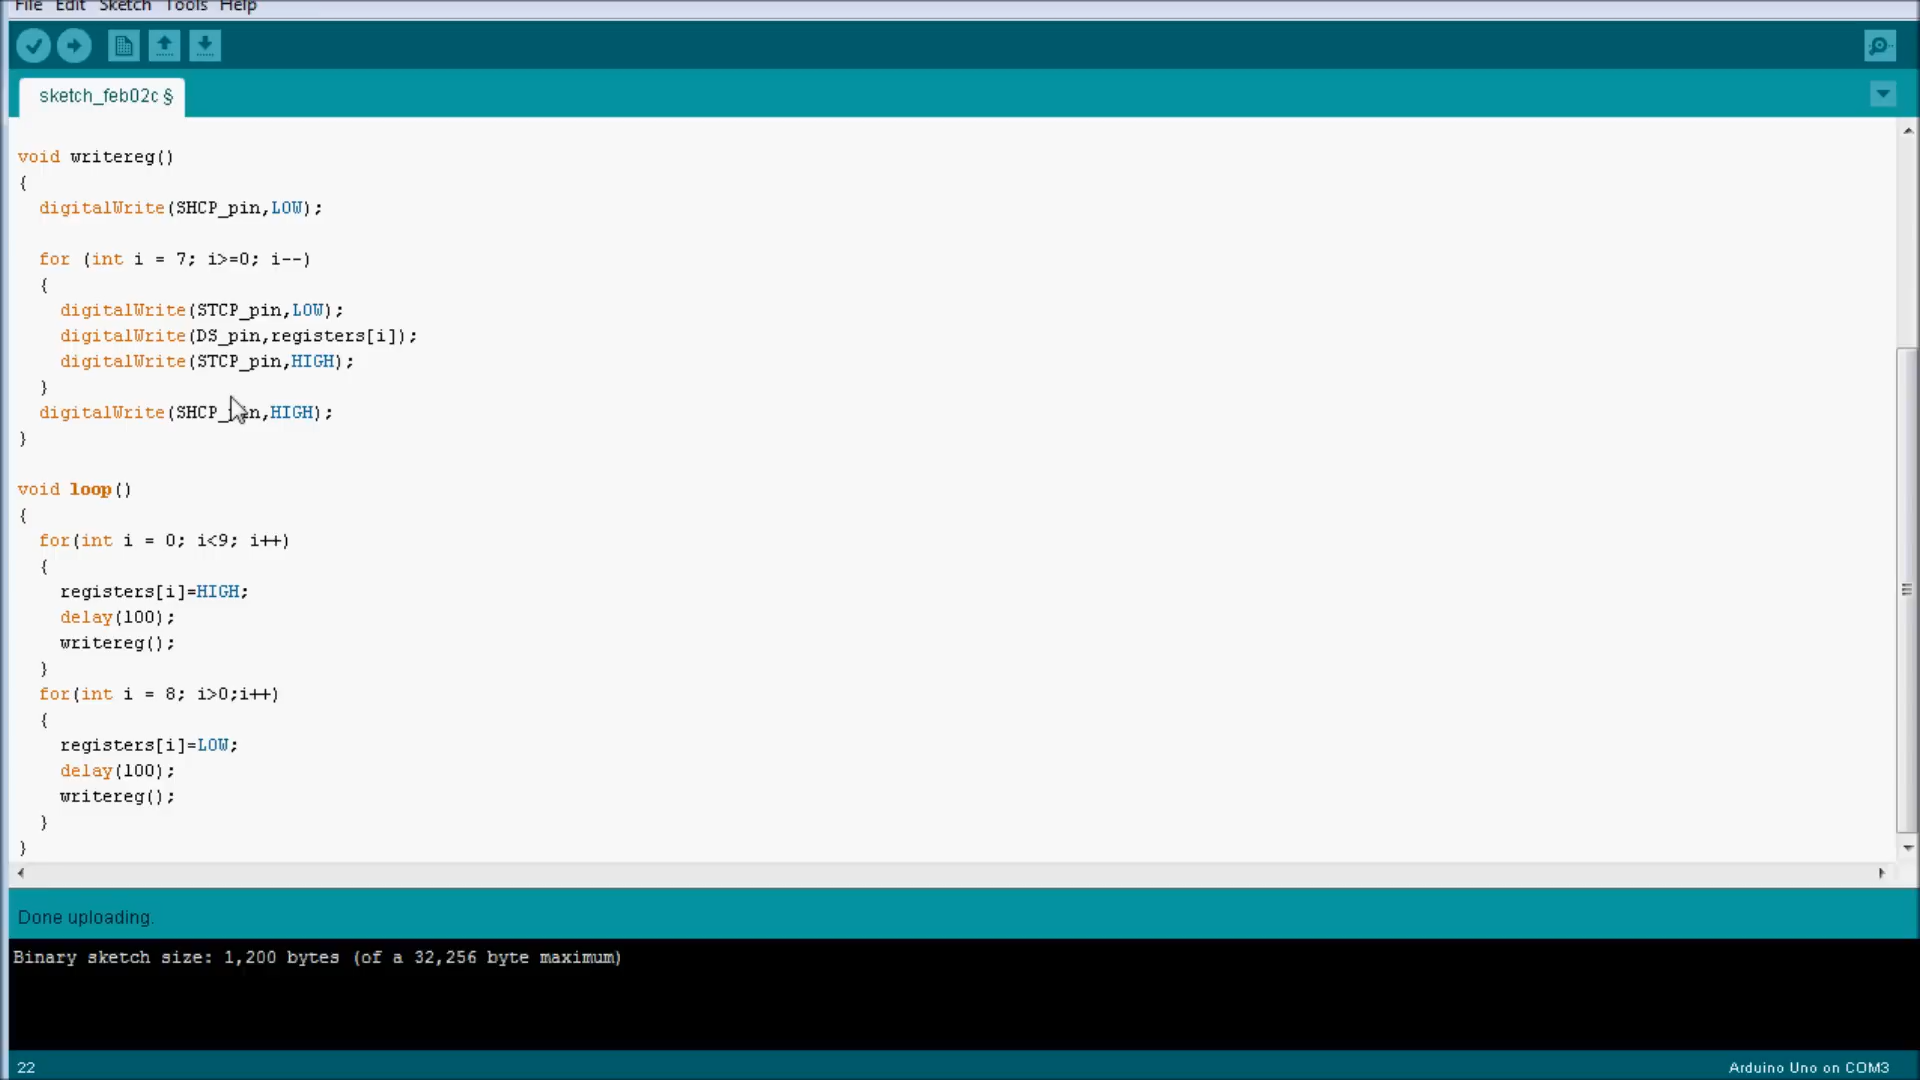 File Edit Sketch Tools Help
sketch_feb02c §
void writereg()
{
  digitalWrite(SHCP_pin,LOW);
  for (int i = 7; i>=0; i--)
  {
    digitalWrite(STCP_pin,LOW);
    digitalWrite(DS_pin,registers[i]);
    digitalWrite(STCP_pin,HIGH);
  }
  digitalWrite(SHCP_pin,HIGH);
}
void loop()
{
  for(int i = 0; i<9; i++)
  {
    registers[i]=HIGH;
    delay(100);
    writereg();
  }
  for(int i = 8; i>0;i++)
  {
    registers[i]=LOW;
    delay(100);
    writereg();
  }
}
Done uploading.
Binary sketch size: 1,200 bytes (of a 32,256 byte maximum)
22
Arduino Uno on COM3